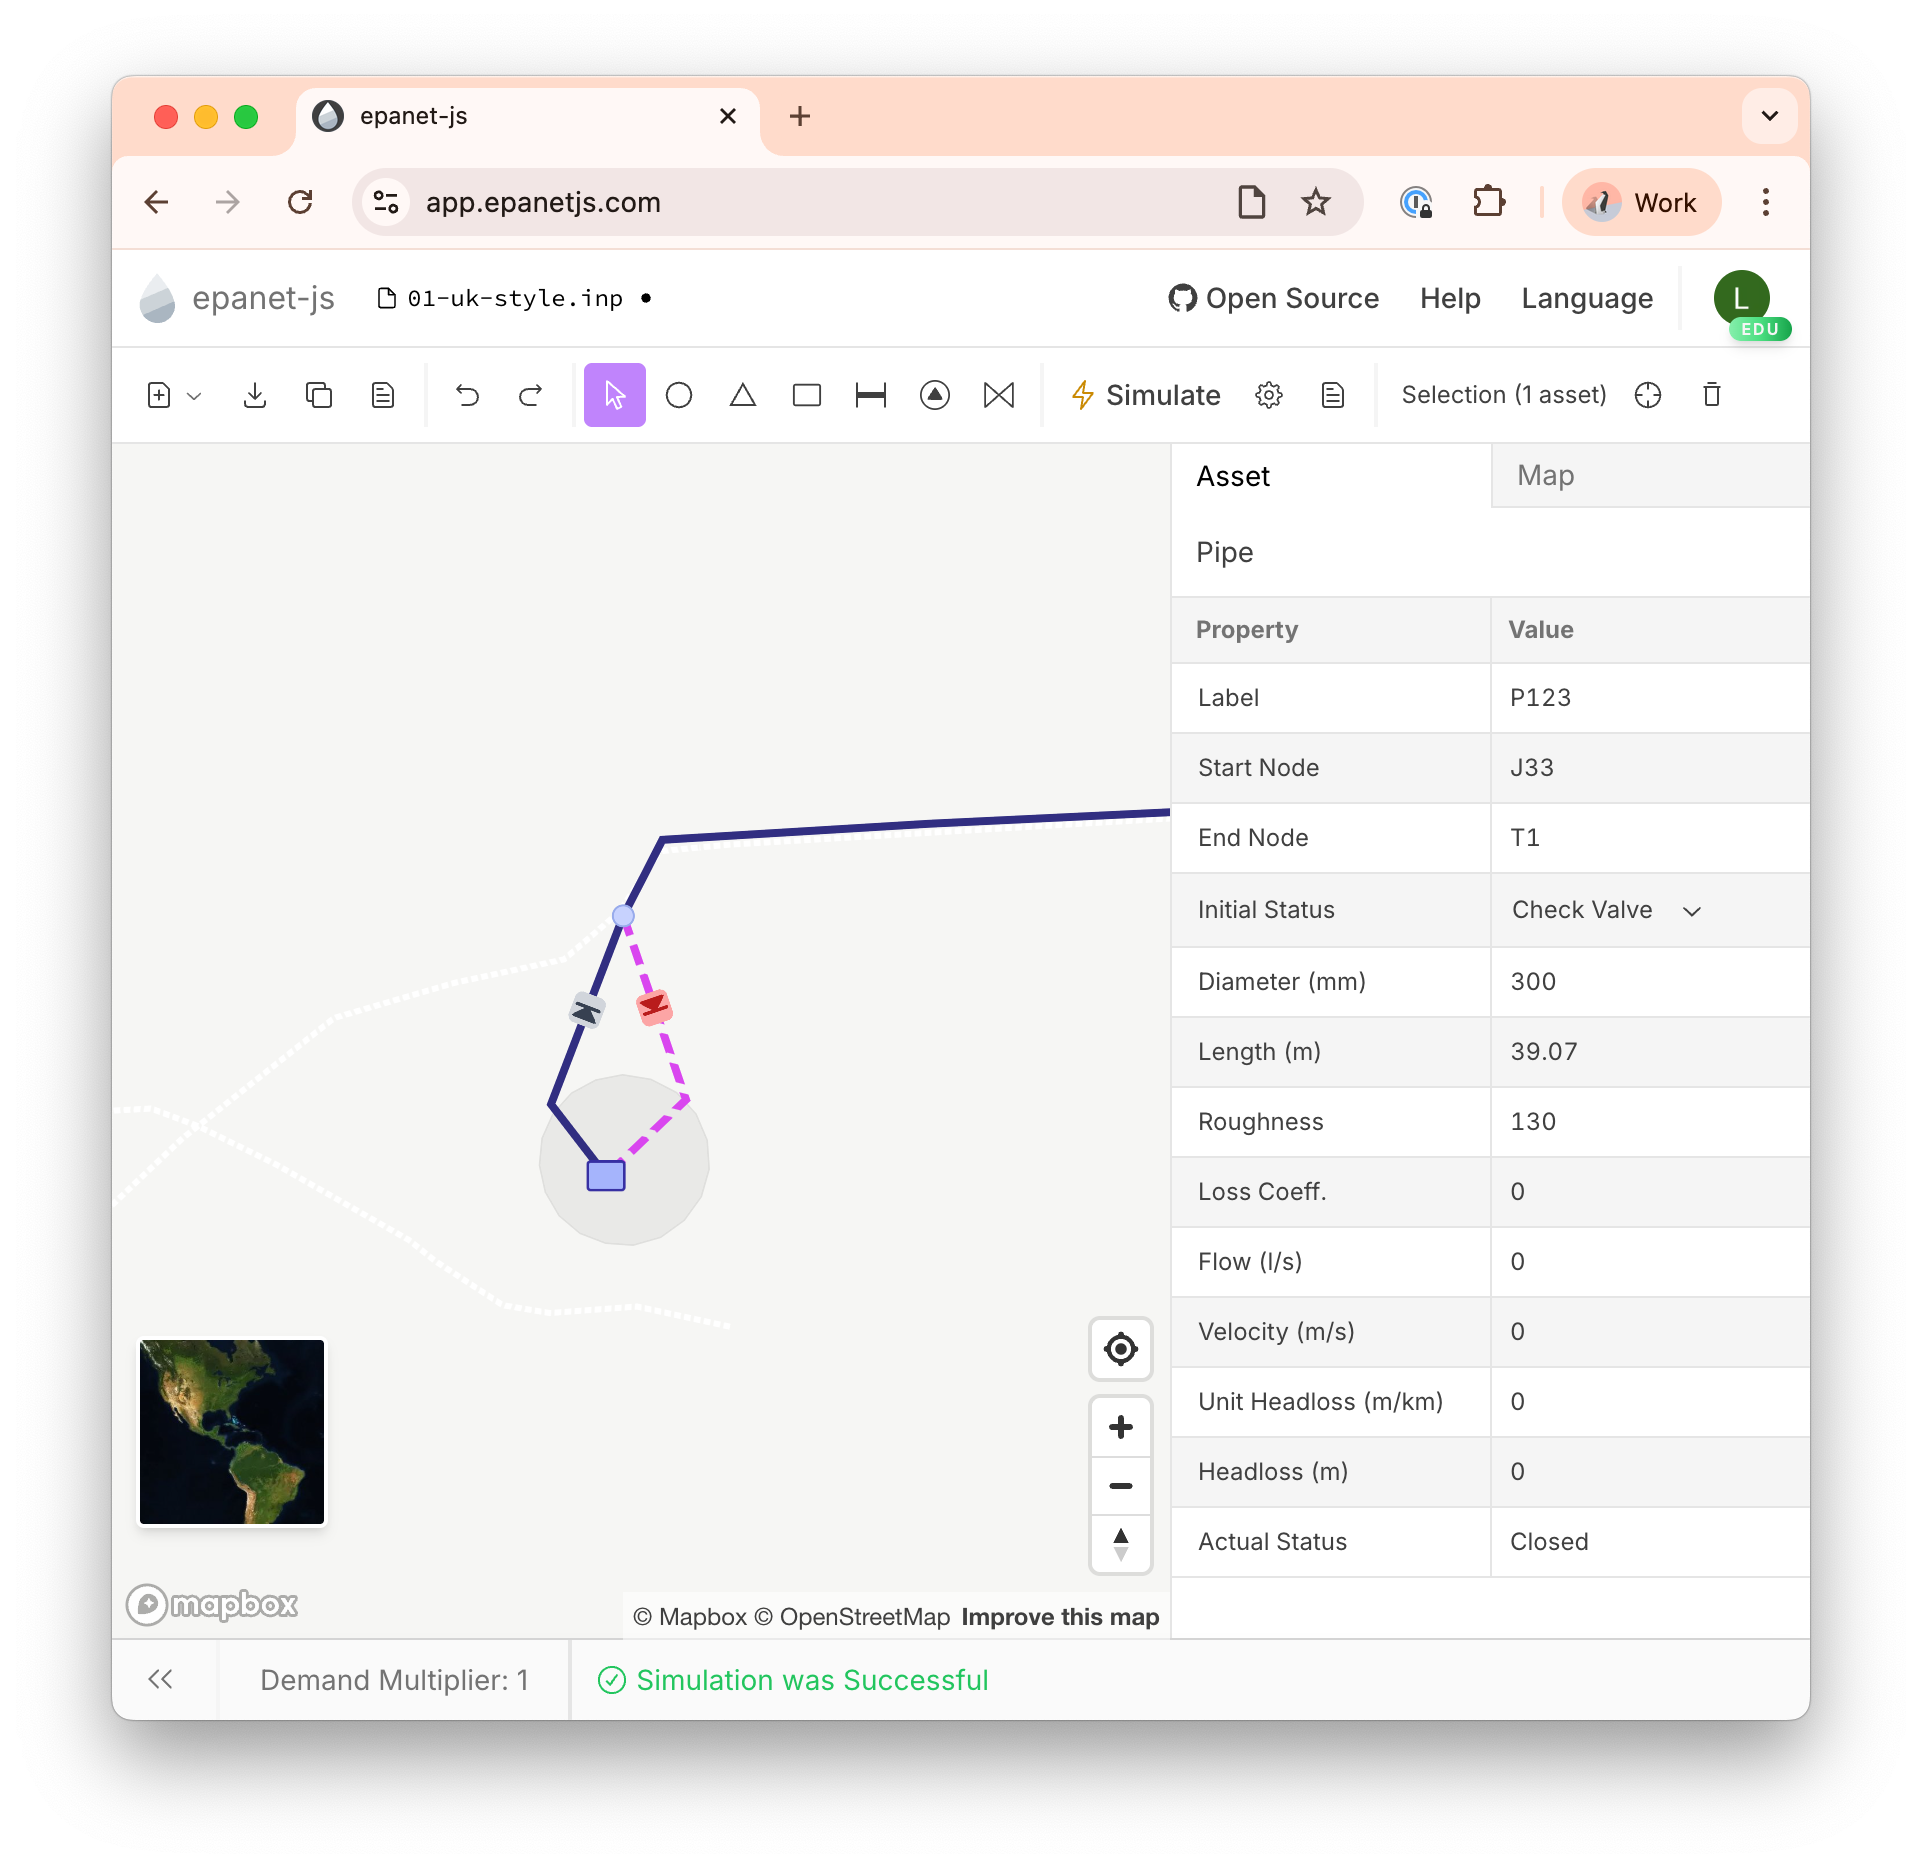 epanet-js
app.epanetjs.com
Work
epanet-js
01-uk-style.inp
Open Source
Help
Language
L
EDU
Simulate
Selection (1 asset)
Asset
Map
Pipe
Property Value
Label P123
Start Node J33
End Node T1
Initial Status Check Valve
Diameter (mm) 300
Length (m) 39.07
Roughness 130
Loss Coeff. 0
Flow (l/s) 0
Velocity (m/s) 0
Unit Headloss (m/km) 0
Headloss (m) 0
Actual Status Closed
mapbox
© Mapbox © OpenStreetMap Improve this map
Demand Multiplier: 1
Simulation was Successful